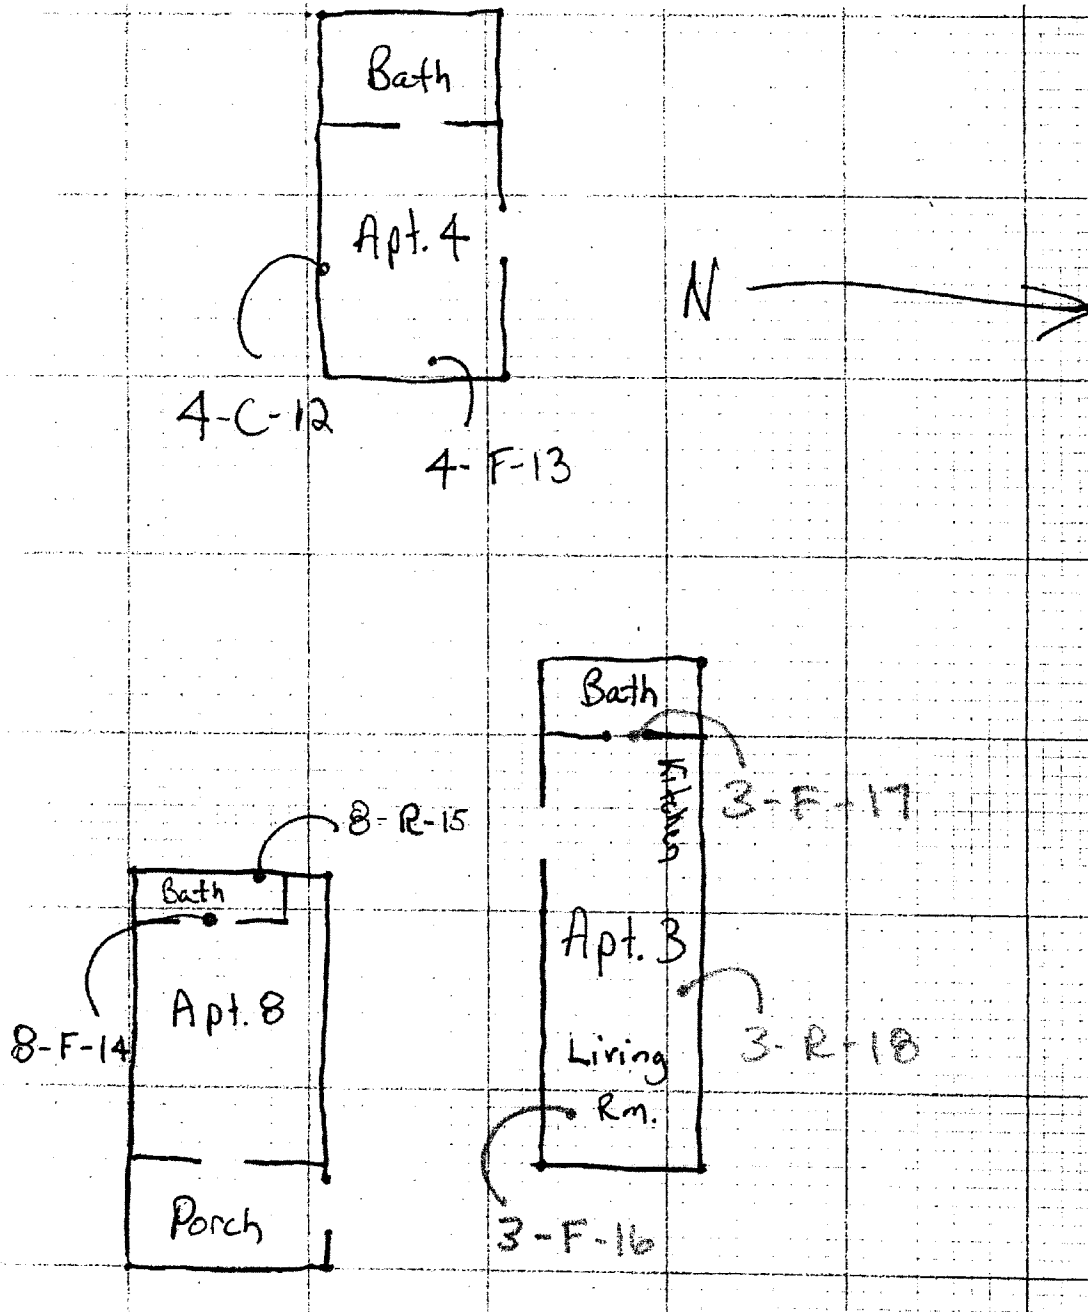 Bath
Apt. 4
N
4-C-12
4-F-13
Bath
Kitchen
3-F-17
8-R-15
Bath
Apt. 3
Apt. 8
8-F-14
3-R-18
Living
Rm.
Porch
3-F-16